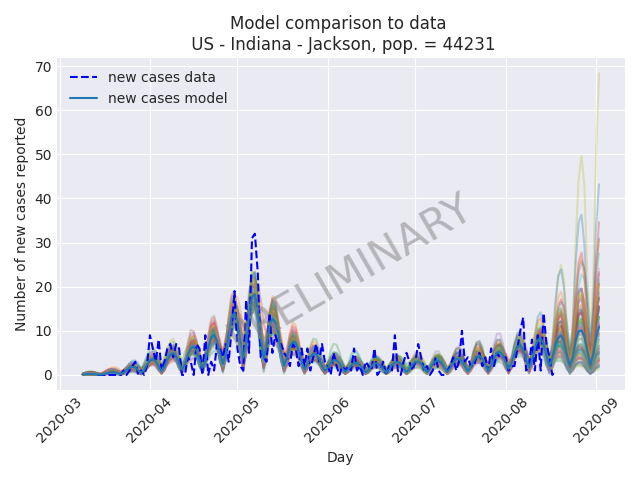 Model comparison to data
US - Indiana - Jackson, pop. = 44231
new cases data
new cases model
PRELIMINARY
Number of new cases reported
70
60
50
40
30
20
10
0
2020-03
2020-04
2020-05
2020-06
2020-07
2020-08
2020-09
Day